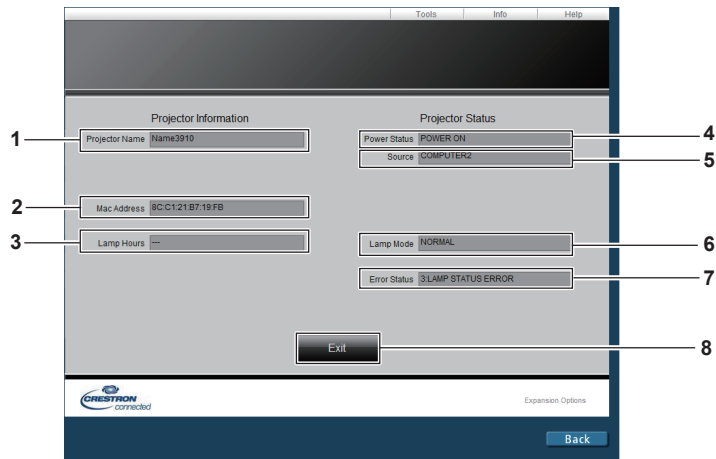 Tools Info Help
Projector Information
Projector Status
1 Projector Name Name3910
Power Status POWER ON 4
Source COMPUTER2 5
2 Mac Address 8C:C1:21:B7:19:FB
3 Lamp Hours ---
Lamp Mode NORMAL 6
Error Status 3:LAMP STATUS ERROR 7
Exit 8
CRESTRON
connected
Expansion Options
Back